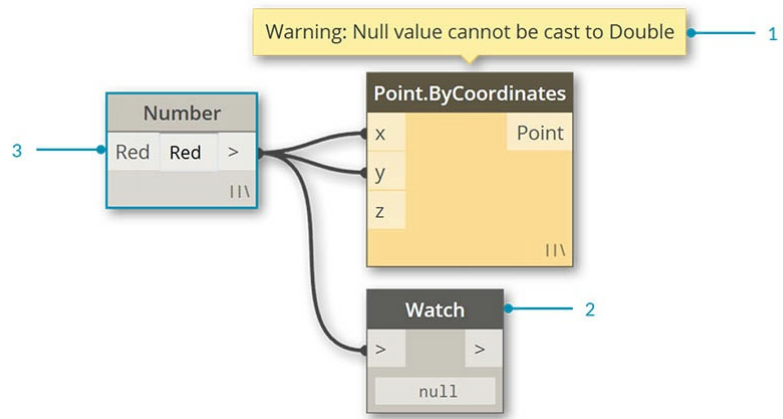 Warning: Null value cannot be cast to Double
1
Point.ByCoordinates
Number
x
Point
3
Red
Red
>
y
z
Watch
2
>
>
null